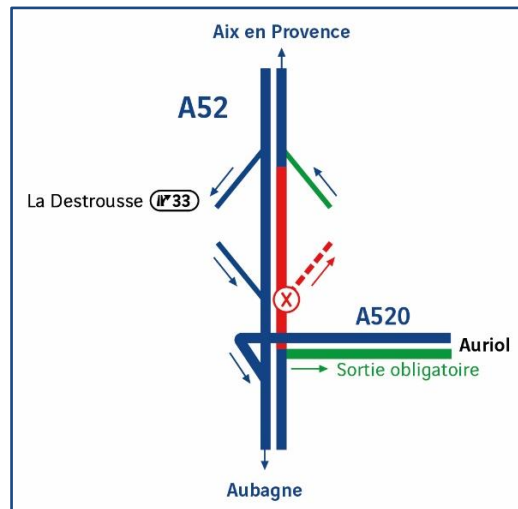 Aix en Provence
A52
La Destrousse 33
X
A520
Auriol
Sortie obligatoire
Aubagne